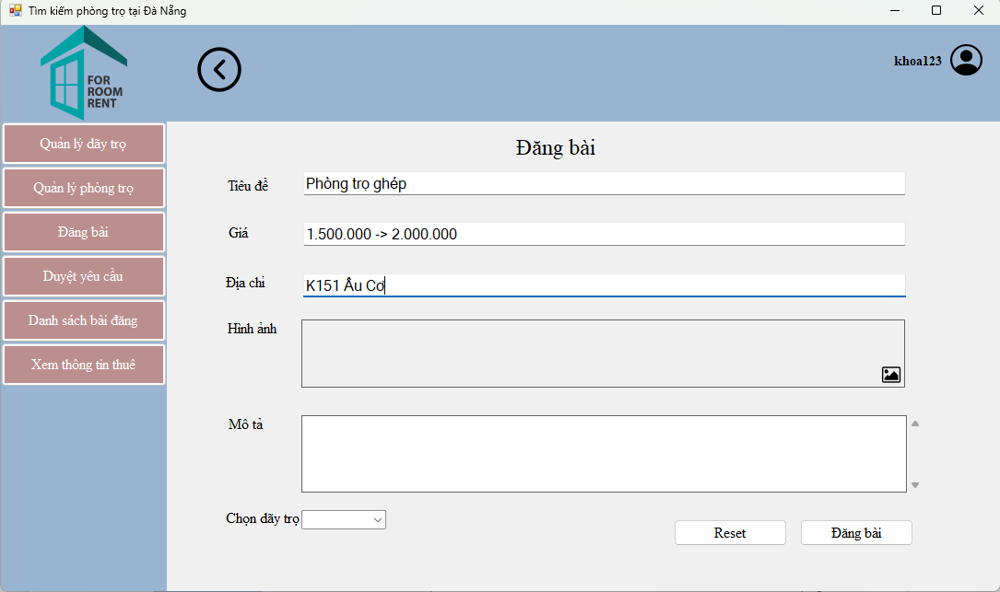 Tìm kiếm phòng trọ tại Đà Nẵng
FOR
ROOM
RENT
khoa123
Quản lý dãy trọ
Quản lý phòng trọ
Đăng bài
Duyệt yêu cầu
Danh sách bài đăng
Xem thông tin thuê
Đăng bài
Tiêu đề
Phòng trọ ghép
Giá
1.500.000 -> 2.000.000
Địa chỉ
K151 Âu Cơ
Hình ảnh
Mô tả
Chọn dãy trọ
Reset
Đăng bài